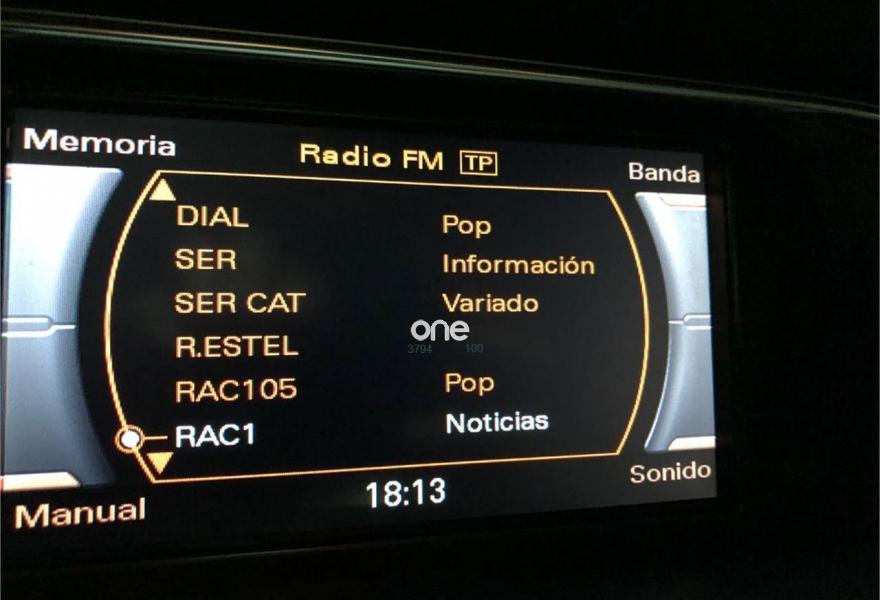 Memoria
Radio FM TP
Banda
DIAL Pop
SER Información
SER CAT Variado
one
3794 100
R.ESTEL
RAC105 Pop
RAC1 Noticias
Manual
18:13
Sonido